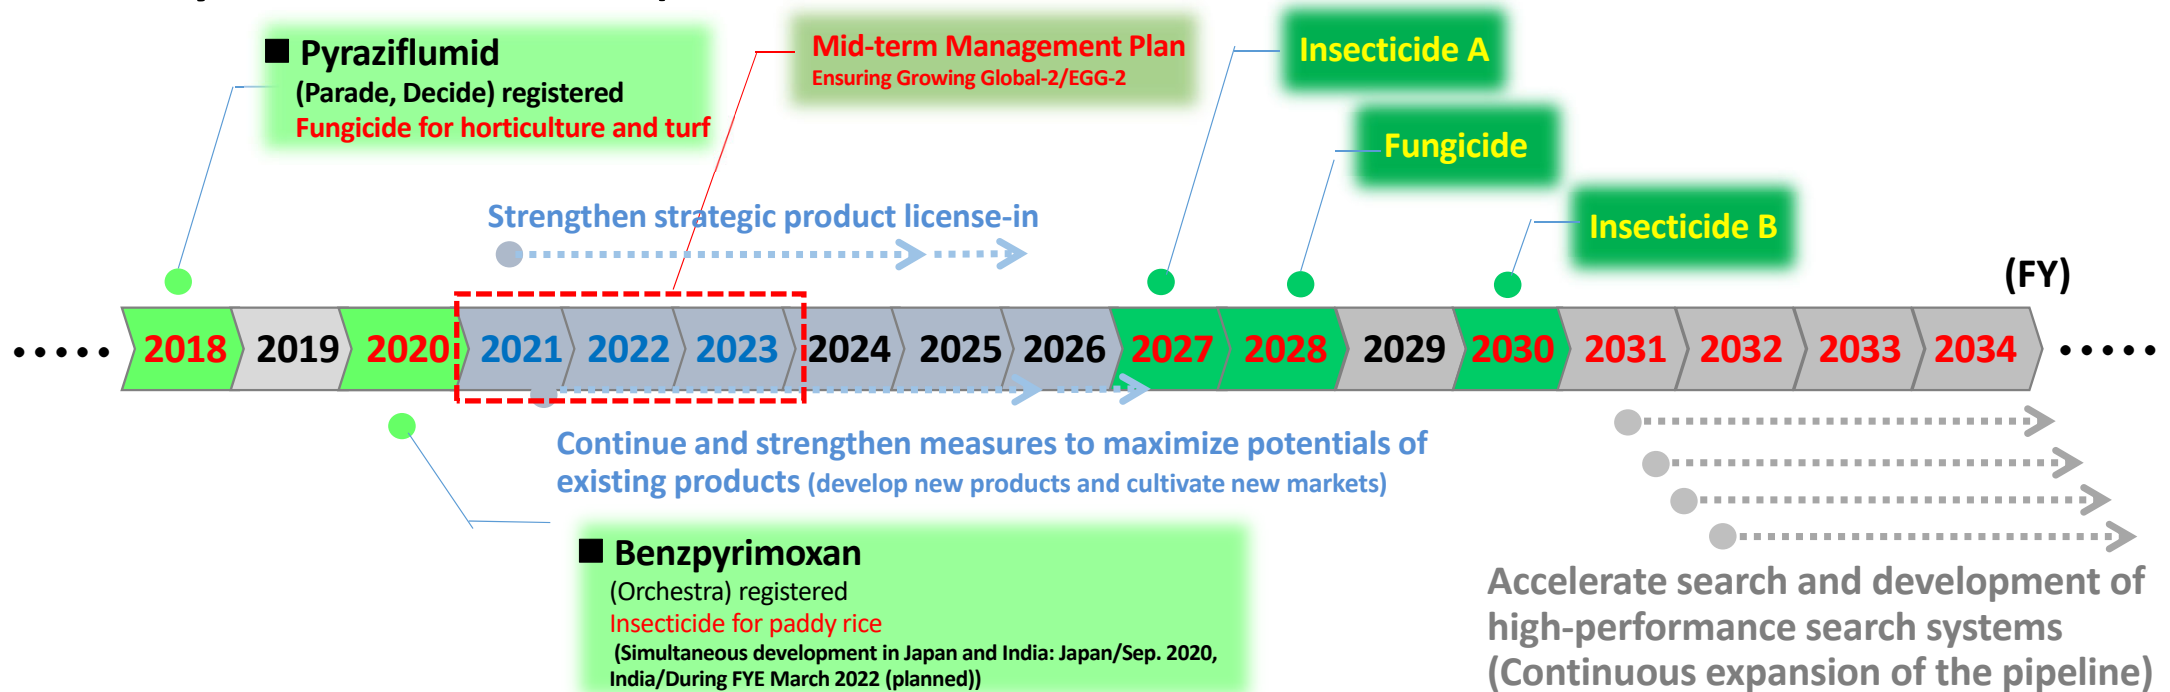 ■ Pyraziflumid
(Parade, Decide) registered
Fungicide for horticulture and turf
Mid-term Management Plan
Ensuring Growing Global-2/EGG-2
Insecticide A
Fungicide
Insecticide B
Strengthen strategic product license-in
(FY)
••••• 2018 2019 2020 2021 2022 2023 2024 2025 2026 2027 2028 2029 2030 2031 2032 2033 2034 •••••
Continue and strengthen measures to maximize potentials of
existing products (develop new products and cultivate new markets)
■ Benzpyrimoxan
(Orchestra) registered
Insecticide for paddy rice
(Simultaneous development in Japan and India: Japan/Sep. 2020,
India/During FYE March 2022 (planned))
Accelerate search and development of
high-performance search systems
(Continuous expansion of the pipeline)